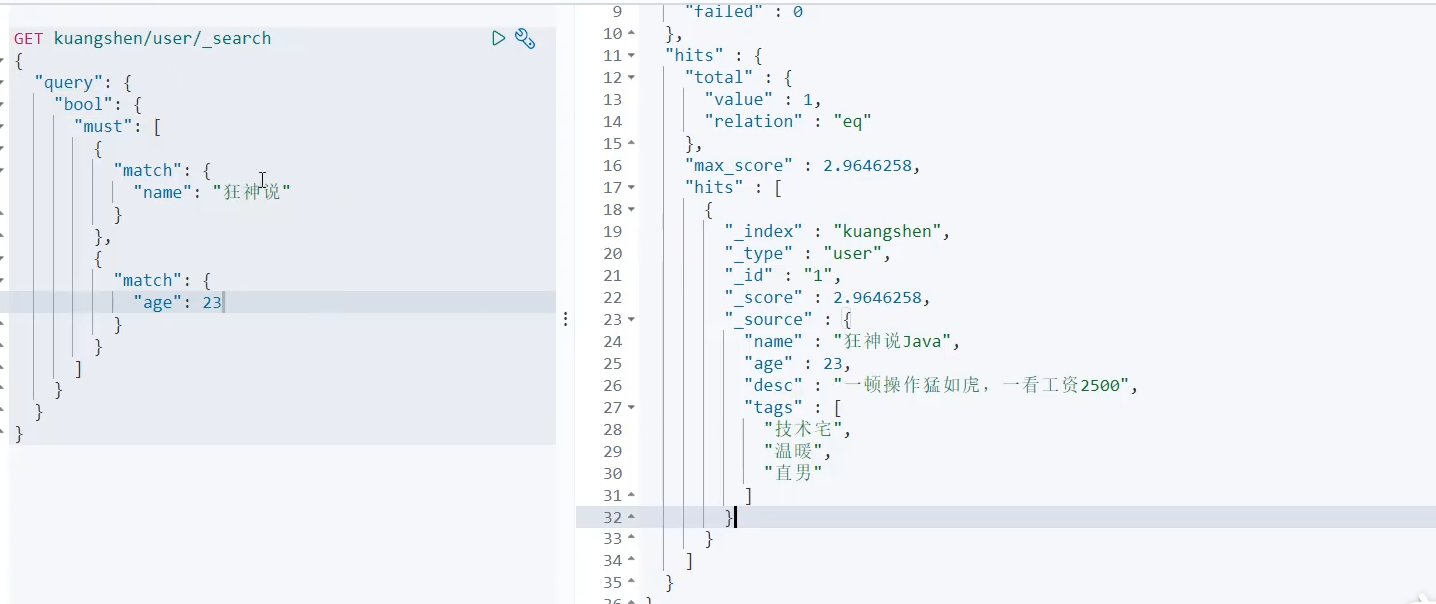 GET kuangshen/user/_search
{
"query": {
"bool": {
"must": [
{
"match": {
"name": "狂神说"
}
},
{
"match": {
"age": 23
}
}
]
}
}
}
9 "failed" : 0
10 },
11 "hits" : {
12 "total" : {
13 "value" : 1,
14 "relation" : "eq"
15 },
16 "max_score" : 2.9646258,
17 "hits" : [
18 {
19 "_index" : "kuangshen",
20 "_type" : "user",
21 "_id" : "1",
22 "_score" : 2.9646258,
23 "_source" : {
24 "name" : "狂神说Java",
25 "age" : 23,
26 "desc" : "一顿操作猛如虎，一看工资2500",
27 "tags" : [
28 "技术宅",
29 "温暖",
30 "直男"
31 ]
32 }
33 }
34 ]
35 }
36 }